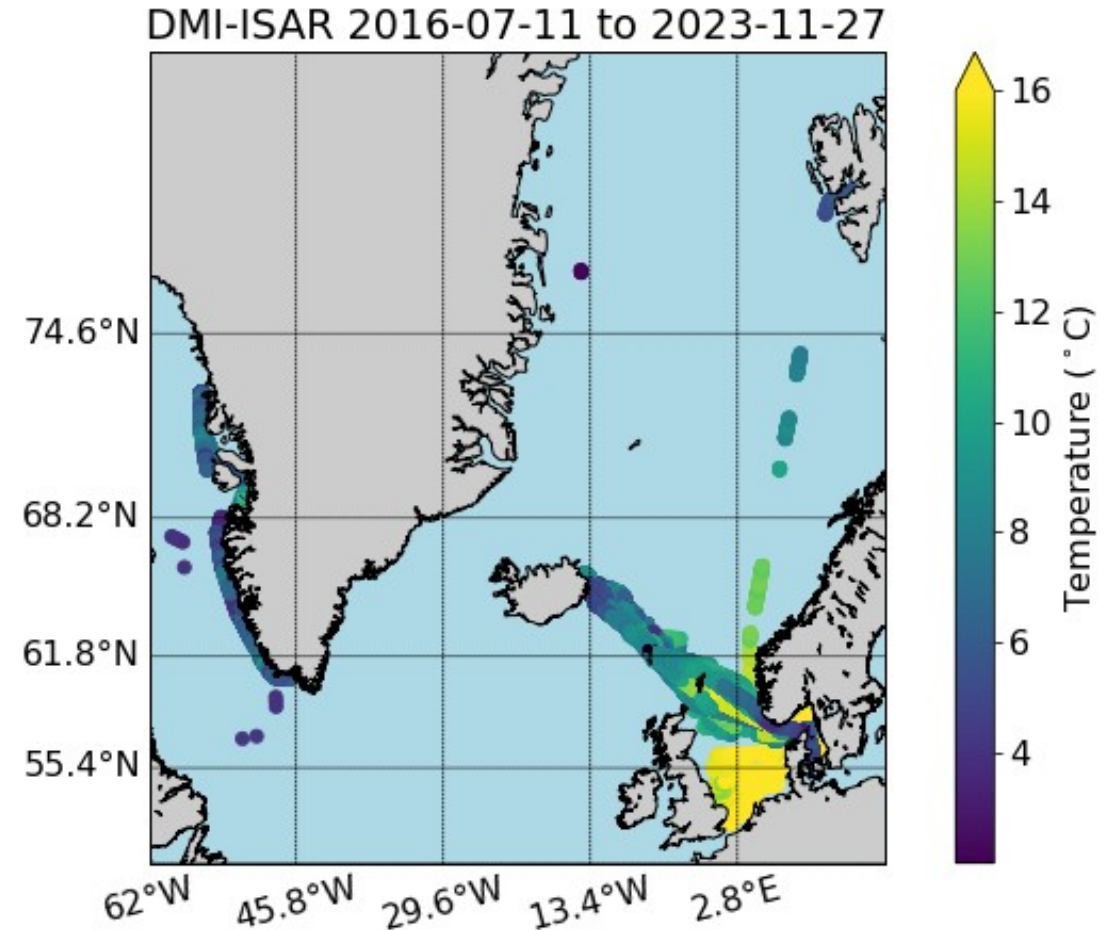 DMI-ISAR 2016-07-11 to 2023-11-27
74.6°N
68.2°N
61.8°N
55.4°N
62°W
45.8°W
29.6°W
13.4°W
2.8°E
16
14
12
10
8
6
4
Temperature (°C)